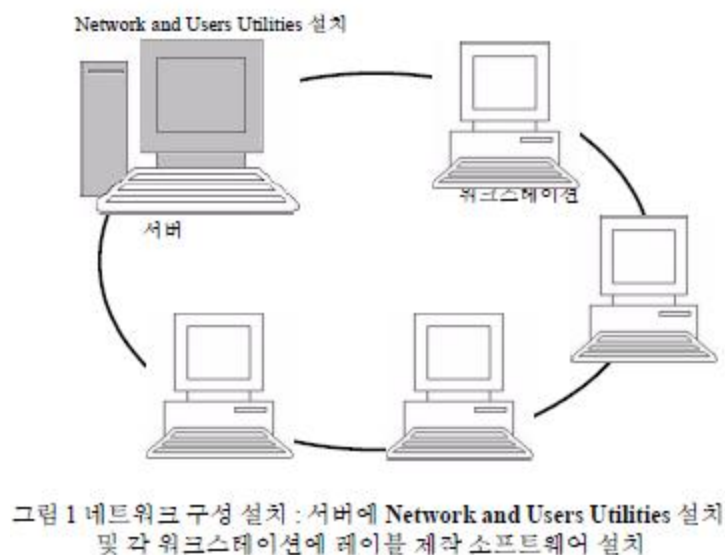 Network and Users Utilities 설치
워크스테이션
서버
그림 1 네트워크 구성 설치 : 서버에 Network and Users Utilities 설치
및 각 워크스테이션에 레이블 제작 소프트웨어 설치